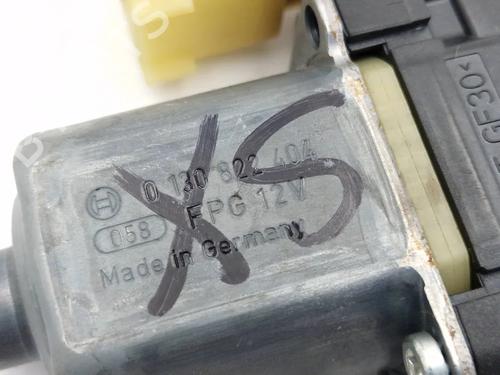 XS
0 130 822 404
058
FPG 12V
Made in Germany
GF30<